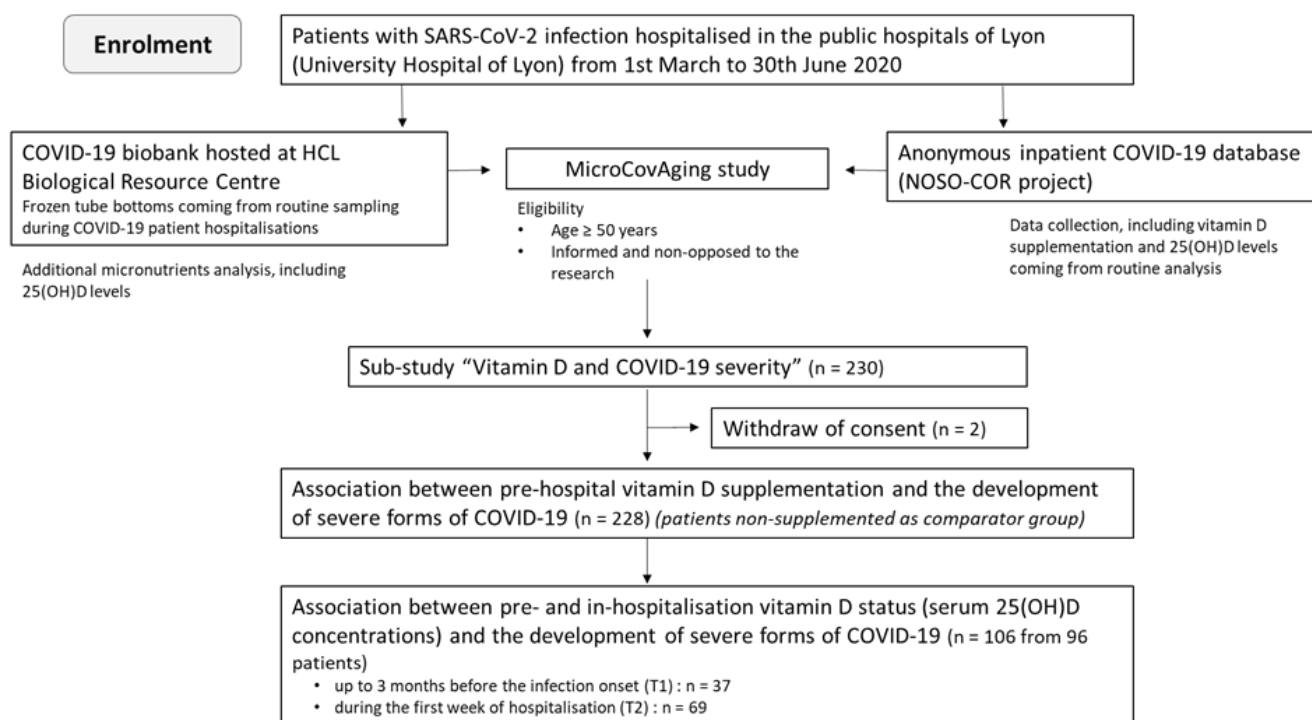 Enrolment
Patients with SARS-CoV-2 infection hospitalised in the public hospitals of Lyon
(University Hospital of Lyon) from 1st March to 30th June 2020
COVID-19 biobank hosted at HCL
Biological Resource Centre
Frozen tube bottoms coming from routine sampling
during COVID-19 patient hospitalisations
Additional micronutrients analysis, including
25(OH)D levels
MicroCovAging study
Eligibility
• Age ≥ 50 years
• Informed and non-opposed to the
research
Anonymous inpatient COVID-19 database
(NOSO-COR project)
Data collection, including vitamin D
supplementation and 25(OH)D levels
coming from routine analysis
Sub-study “Vitamin D and COVID-19 severity” (n = 230)
Withdraw of consent (n = 2)
Association between pre-hospital vitamin D supplementation and the development
of severe forms of COVID-19 (n = 228) (patients non-supplemented as comparator group)
Association between pre- and in-hospitalisation vitamin D status (serum 25(OH)D
concentrations) and the development of severe forms of COVID-19 (n = 106 from 96
patients)
• up to 3 months before the infection onset (T1) : n = 37
• during the first week of hospitalisation (T2) : n = 69